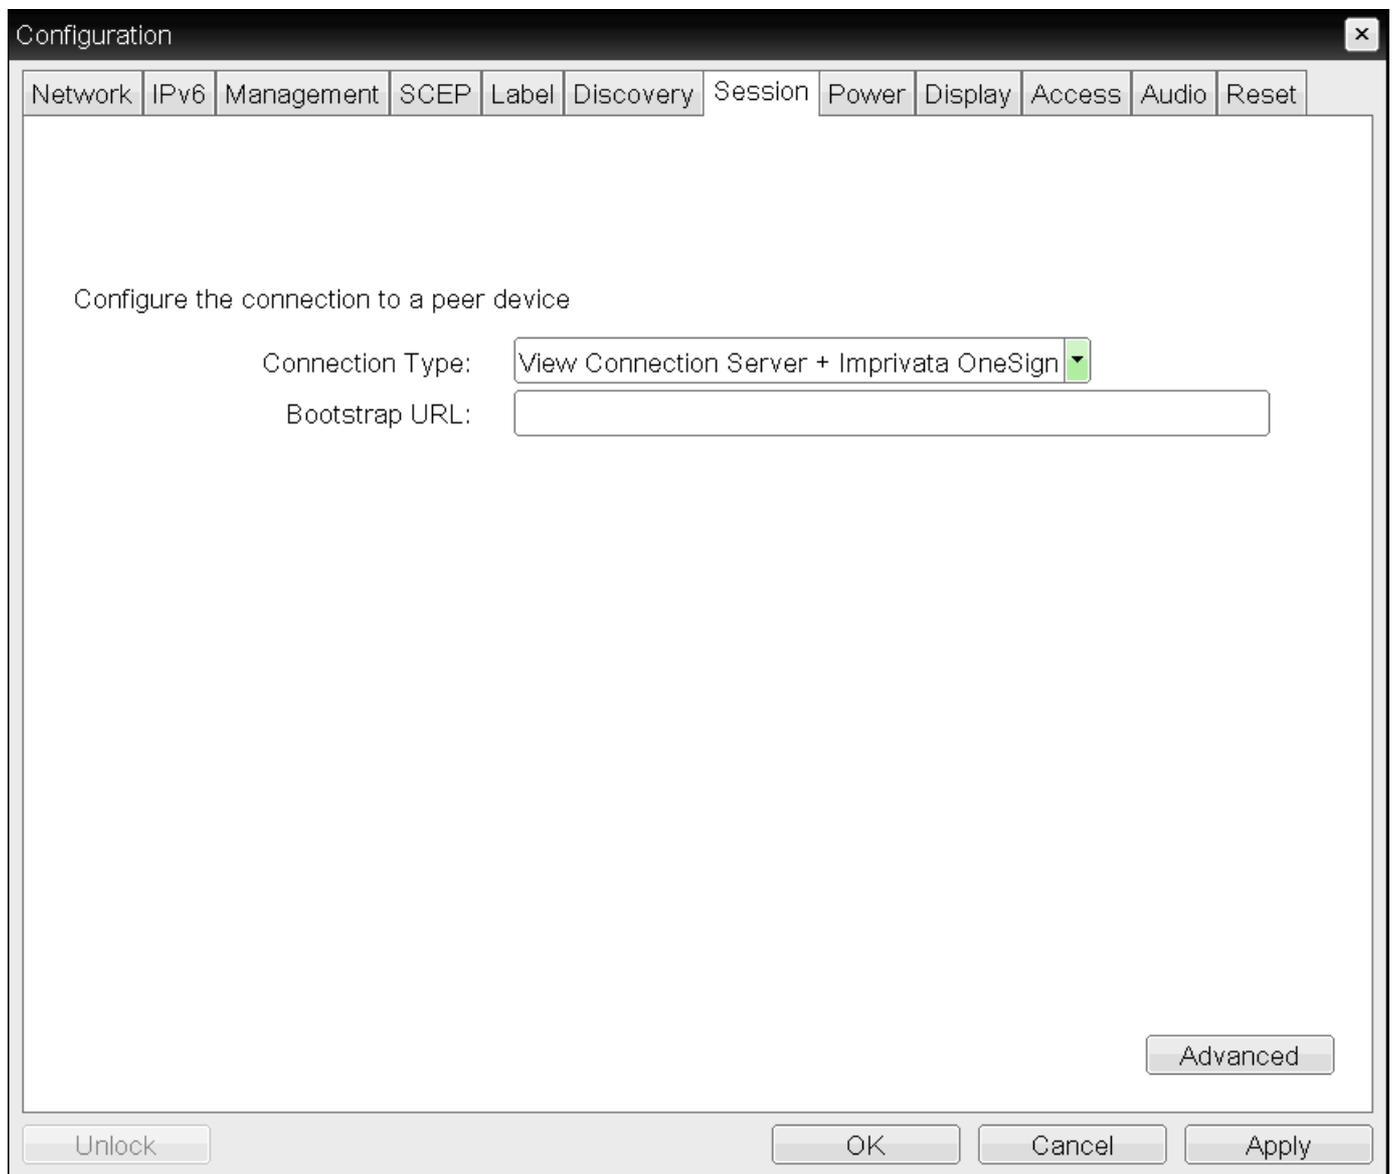 Configuration
Network IPv6 Management SCEP Label Discovery Session Power Display Access Audio Reset
Configure the connection to a peer device
Connection Type: View Connection Server + Imprivata OneSign
Bootstrap URL:
Advanced
Unlock OK Cancel Apply